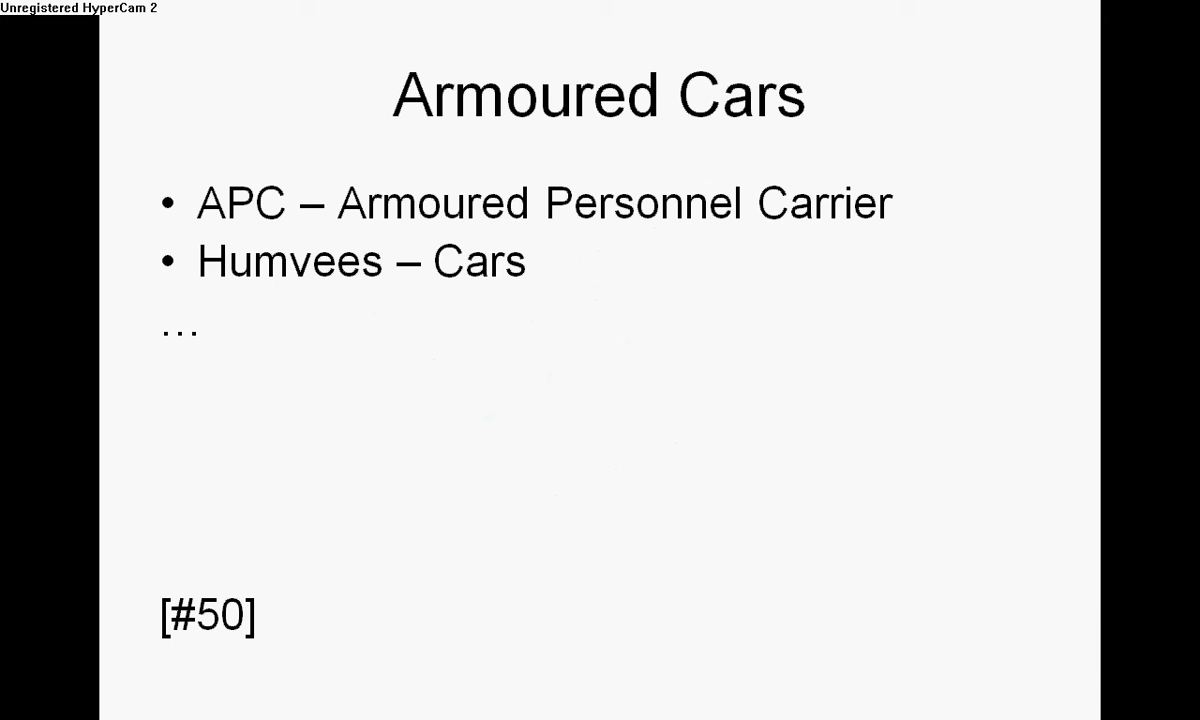 Unregistered HyperCam 2
Armoured Cars
• APC – Armoured Personnel Carrier
• Humvees – Cars
...
[#50]